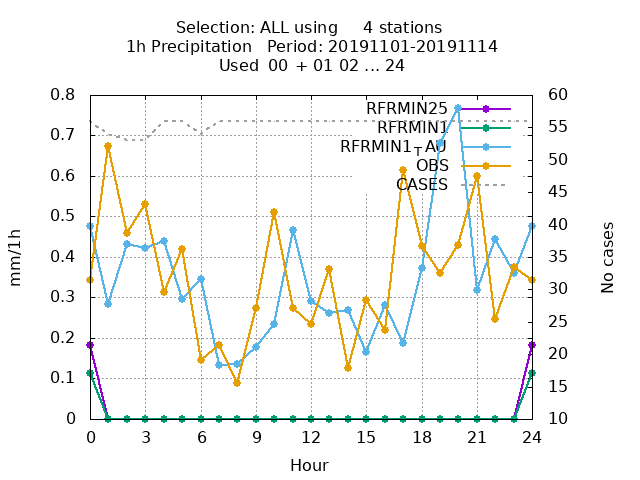 Selection: ALL using     4 stations
1h Precipitation   Period: 20191101-20191114
Used 00 + 01 02 ... 24
0.8
0.7
0.6
0.5
0.4
0.3
0.2
0.1
0
mm/1h
60
55
50
45
40
35
30
25
20
15
10
No cases
RFRMIN25
RFRMIN1
RFRMIN1_TAU
OBS
CASES
0 3 6 9 12 15 18 21 24
Hour